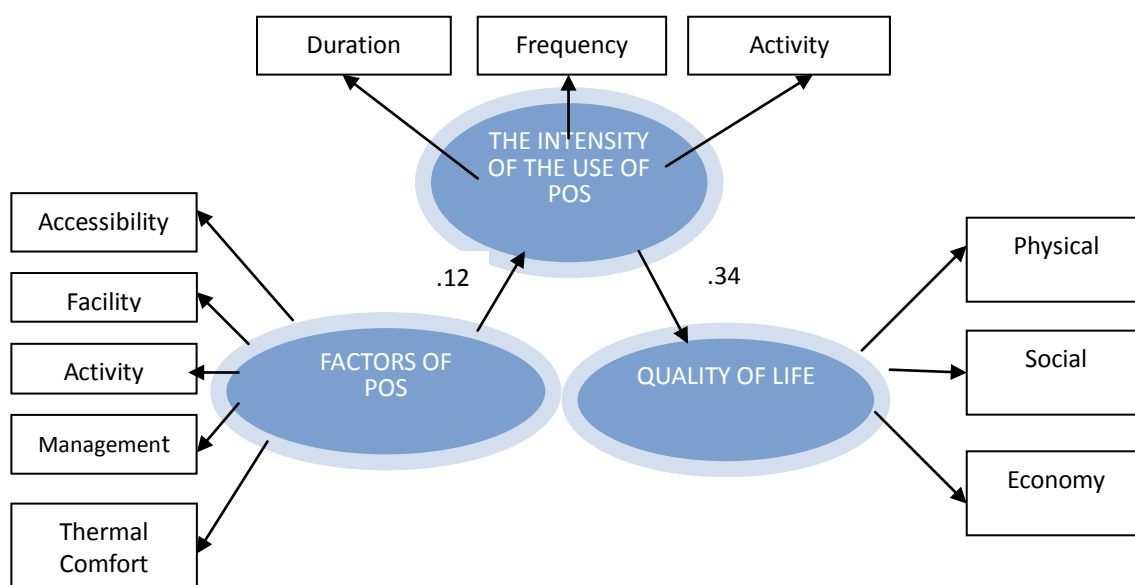 Duration
Frequency
Activity
THE INTENSITY
OF THE USE OF
POS
Accessibility
Facility
Activity
Management
Thermal
Comfort
.12
.34
FACTORS OF
POS
QUALITY OF LIFE
Physical
Social
Economy